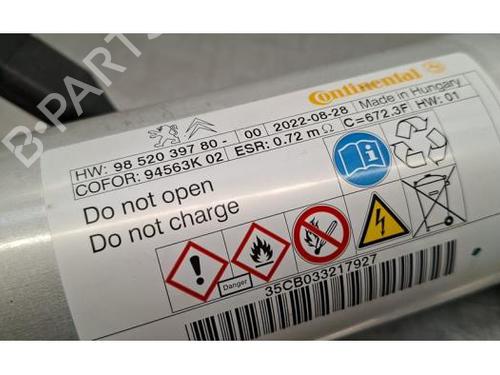 Continental
Made in Hungary
HW: 98 520 397 80- 00 2022-08-28
COFOR: 94563K 02 ESR: 0.72 mΩ C=672.3F HW: 01
Do not open
Do not charge
Danger
35CB033217927
B-PARTS